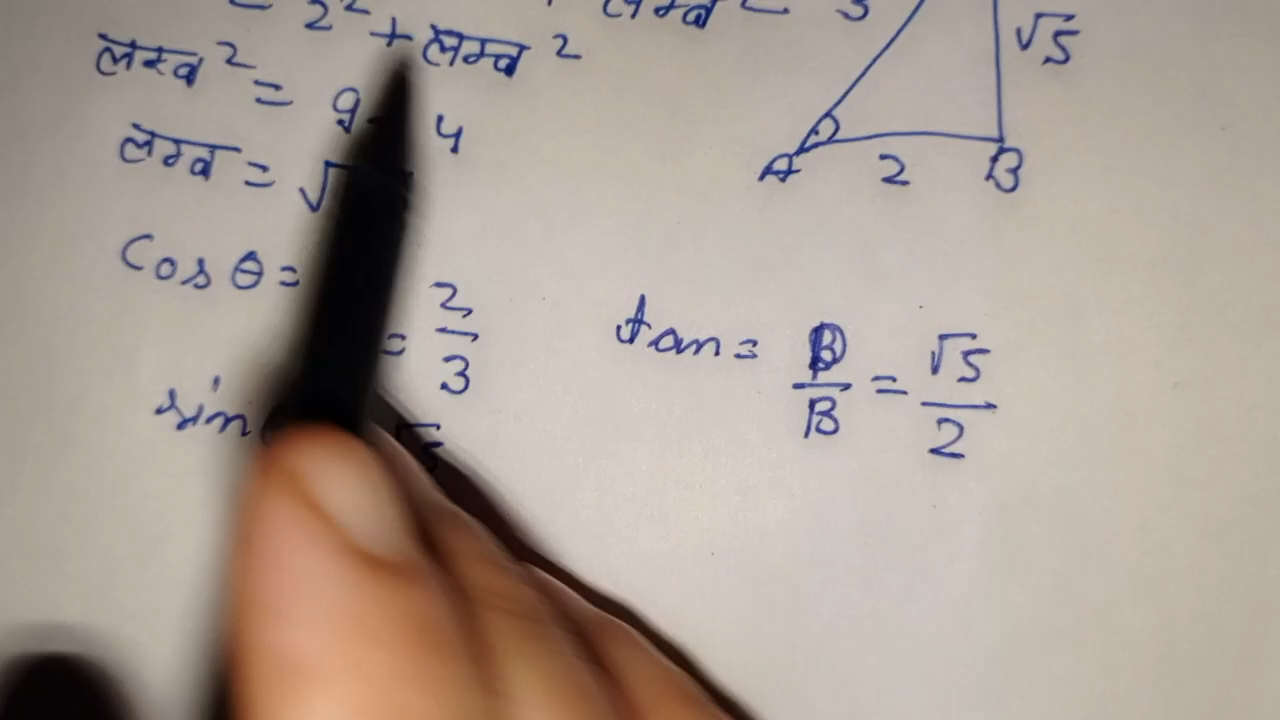 = 2² + लम्ब²
लम्ब =
3
√5
लम्ब² = 9 4
लम्ब = √
A 2 B
Cos θ = = 2/3
tan = P/B = √5/2
sin √5